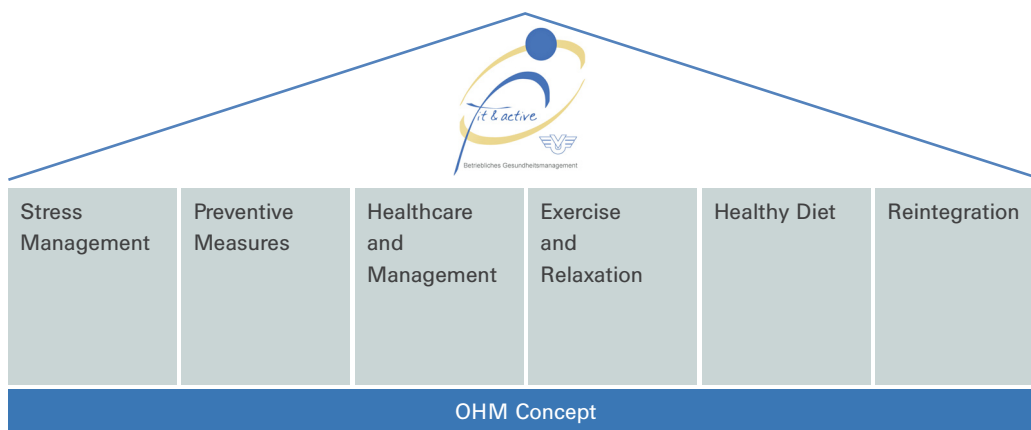 Fit & active
Betriebliches Gesundheitsmanagement
Stress
Management
Preventive
Measures
Healthcare
and
Management
Exercise
and
Relaxation
Healthy Diet
Reintegration
OHM Concept